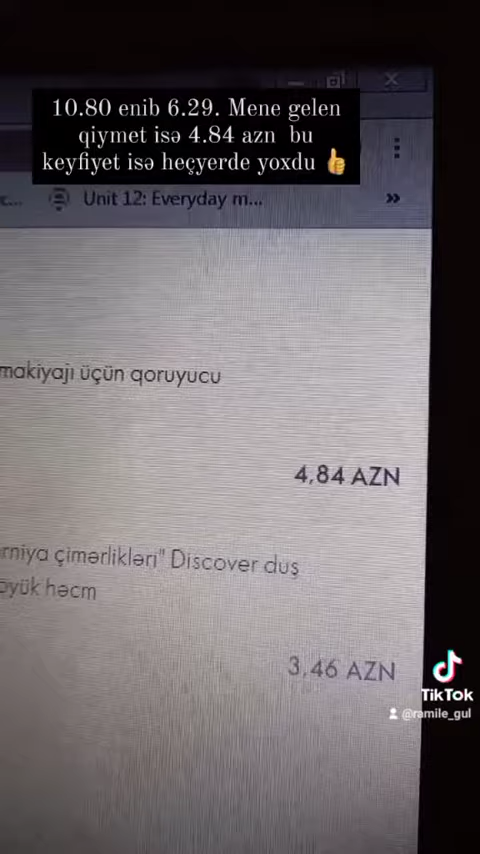 10.80 enib 6.29. Mene gelen
qiymet isə 4.84 azn bu
keyfiyet isə heçyerde yoxdu 👍
Unit 12: Everyday m...
makiyajı üçün qoruyucu
4,84 AZN
rniya çimərlikləri" Discover duş
öyük həcm
3,46 AZN
TikTok
@ramile_gul